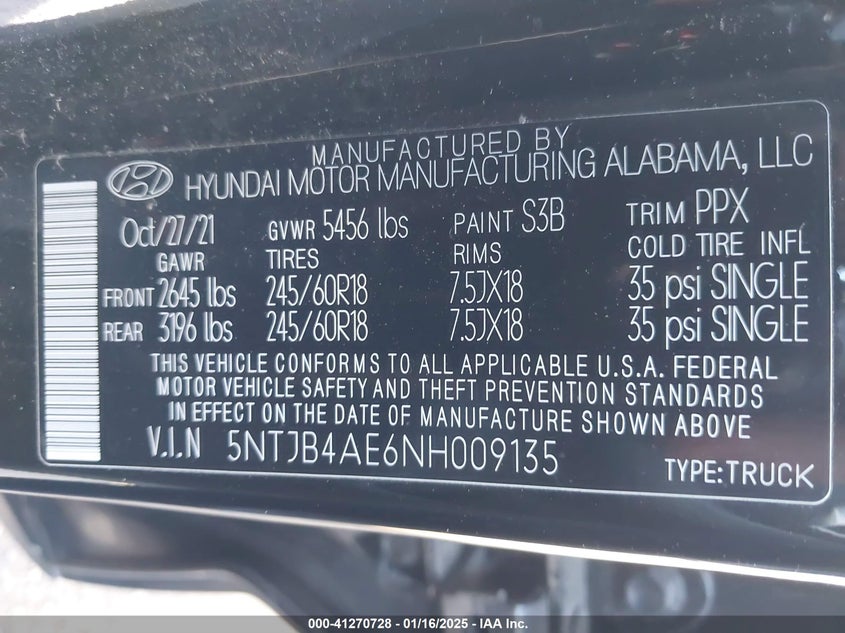 MANUFACTURED BY
HYUNDAI MOTOR MANUFACTURING ALABAMA, LLC
Oct/27/21 GVWR 5456 lbs PAINT S3B TRIM PPX
GAWR TIRES RIMS COLD TIRE INFL
FRONT 2645 lbs 245/60R18 7.5JX18 35 psi SINGLE
REAR 3196 lbs 245/60R18 7.5JX18 35 psi SINGLE
THIS VEHICLE CONFORMS TO ALL APPLICABLE U.S.A. FEDERAL
MOTOR VEHICLE SAFETY AND THEFT PREVENTION STANDARDS
IN EFFECT ON THE DATE OF MANUFACTURE SHOWN ABOVE
V.I.N 5NTJB4AE6NH009135
TYPE:TRUCK
000-41270728 - 01/16/2025 - IAA Inc.